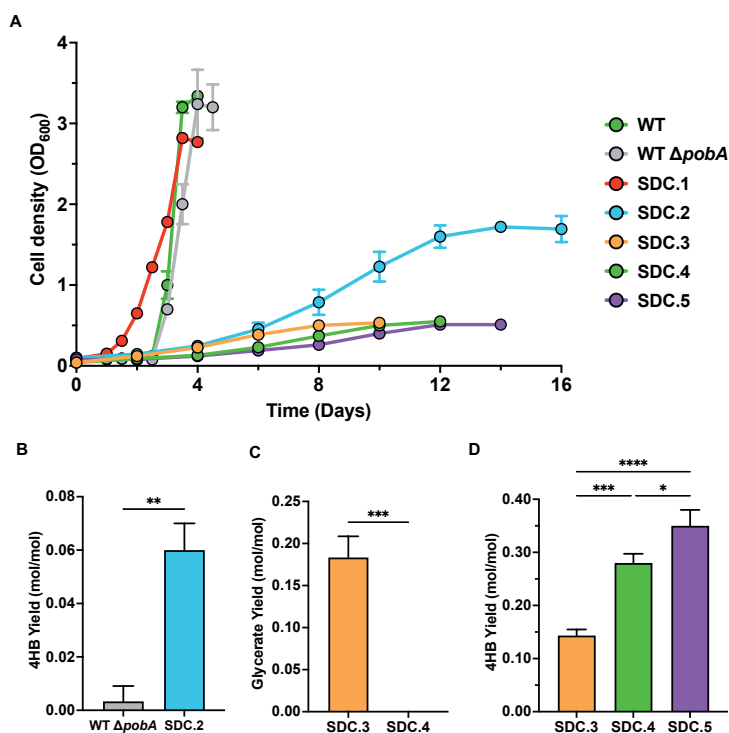 A
4
3
2
1
0
Cell density (OD600)
0
4
8
12
16
Time (Days)
WT
WT ΔpobA
SDC.1
SDC.2
SDC.3
SDC.4
SDC.5
B
0.08
0.06
0.04
0.02
0.00
4HB Yield (mol/mol)
**
WT ΔpobA
SDC.2
C
0.25
0.20
0.15
0.10
0.05
0.00
Glycerate Yield (mol/mol)
***
SDC.3
SDC.4
D
0.40
0.30
0.20
0.10
0.00
4HB Yield (mol/mol)
****
***
*
SDC.3
SDC.4
SDC.5